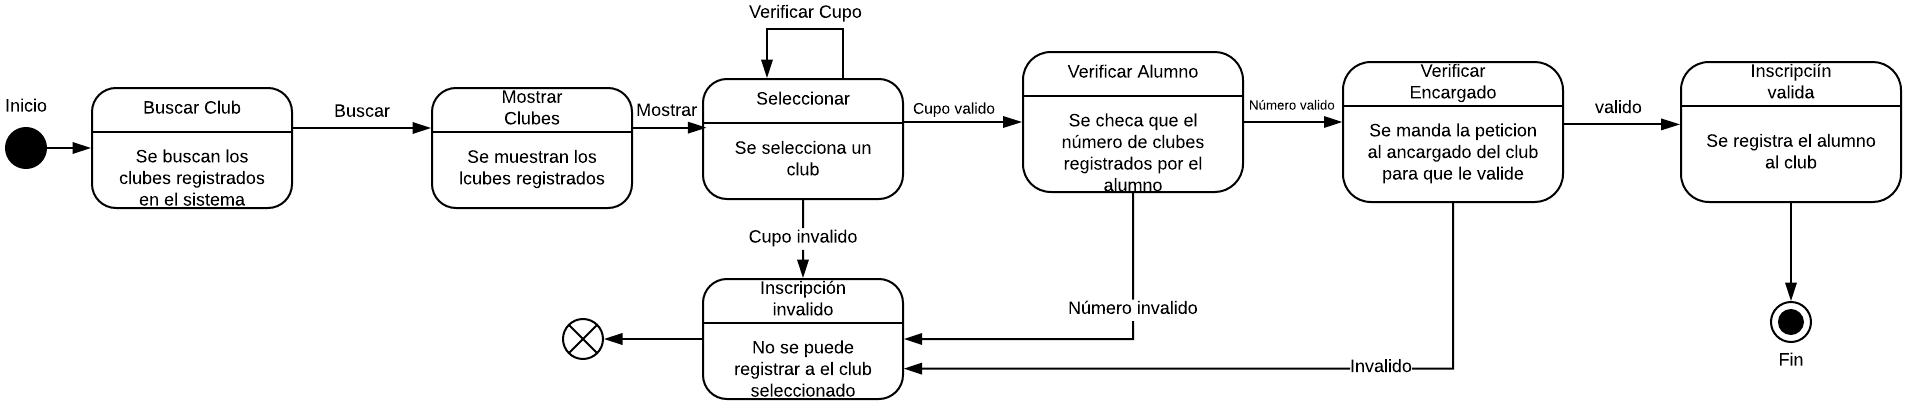 Verificar Cupo
Inicio
Buscar Club
Se buscan los
clubes registrados
en el sistema
Buscar
Mostrar
Clubes
Se muestran los
lcubes registrados
Mostrar
Seleccionar
Se selecciona un
club
Cupo valido
Verificar Alumno
Se checa que el
número de clubes
registrados por el
alumno
Número valido
Verificar
Encargado
Se manda la peticion
al ancargado del club
para que le valide
valido
Inscripciín
valida
Se registra el alumno
al club
Cupo invalido
Inscripción
invalido
No se puede
registrar a el club
seleccionado
Número invalido
Invalido
Fin